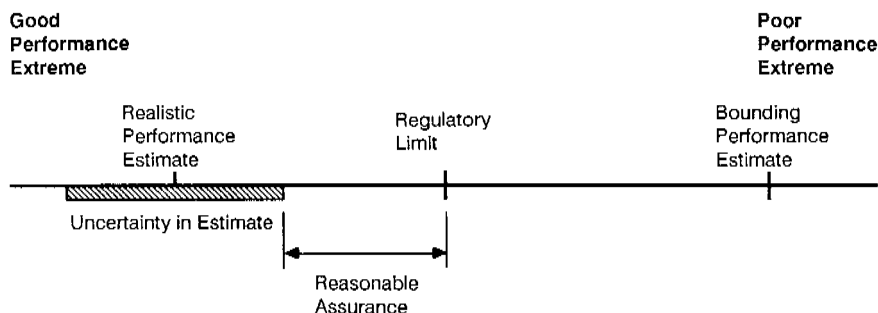 Good
Performance
Extreme
Poor
Performance
Extreme
Realistic
Performance
Estimate
Regulatory
Limit
Bounding
Performance
Estimate
Uncertainty in Estimate
Reasonable
Assurance